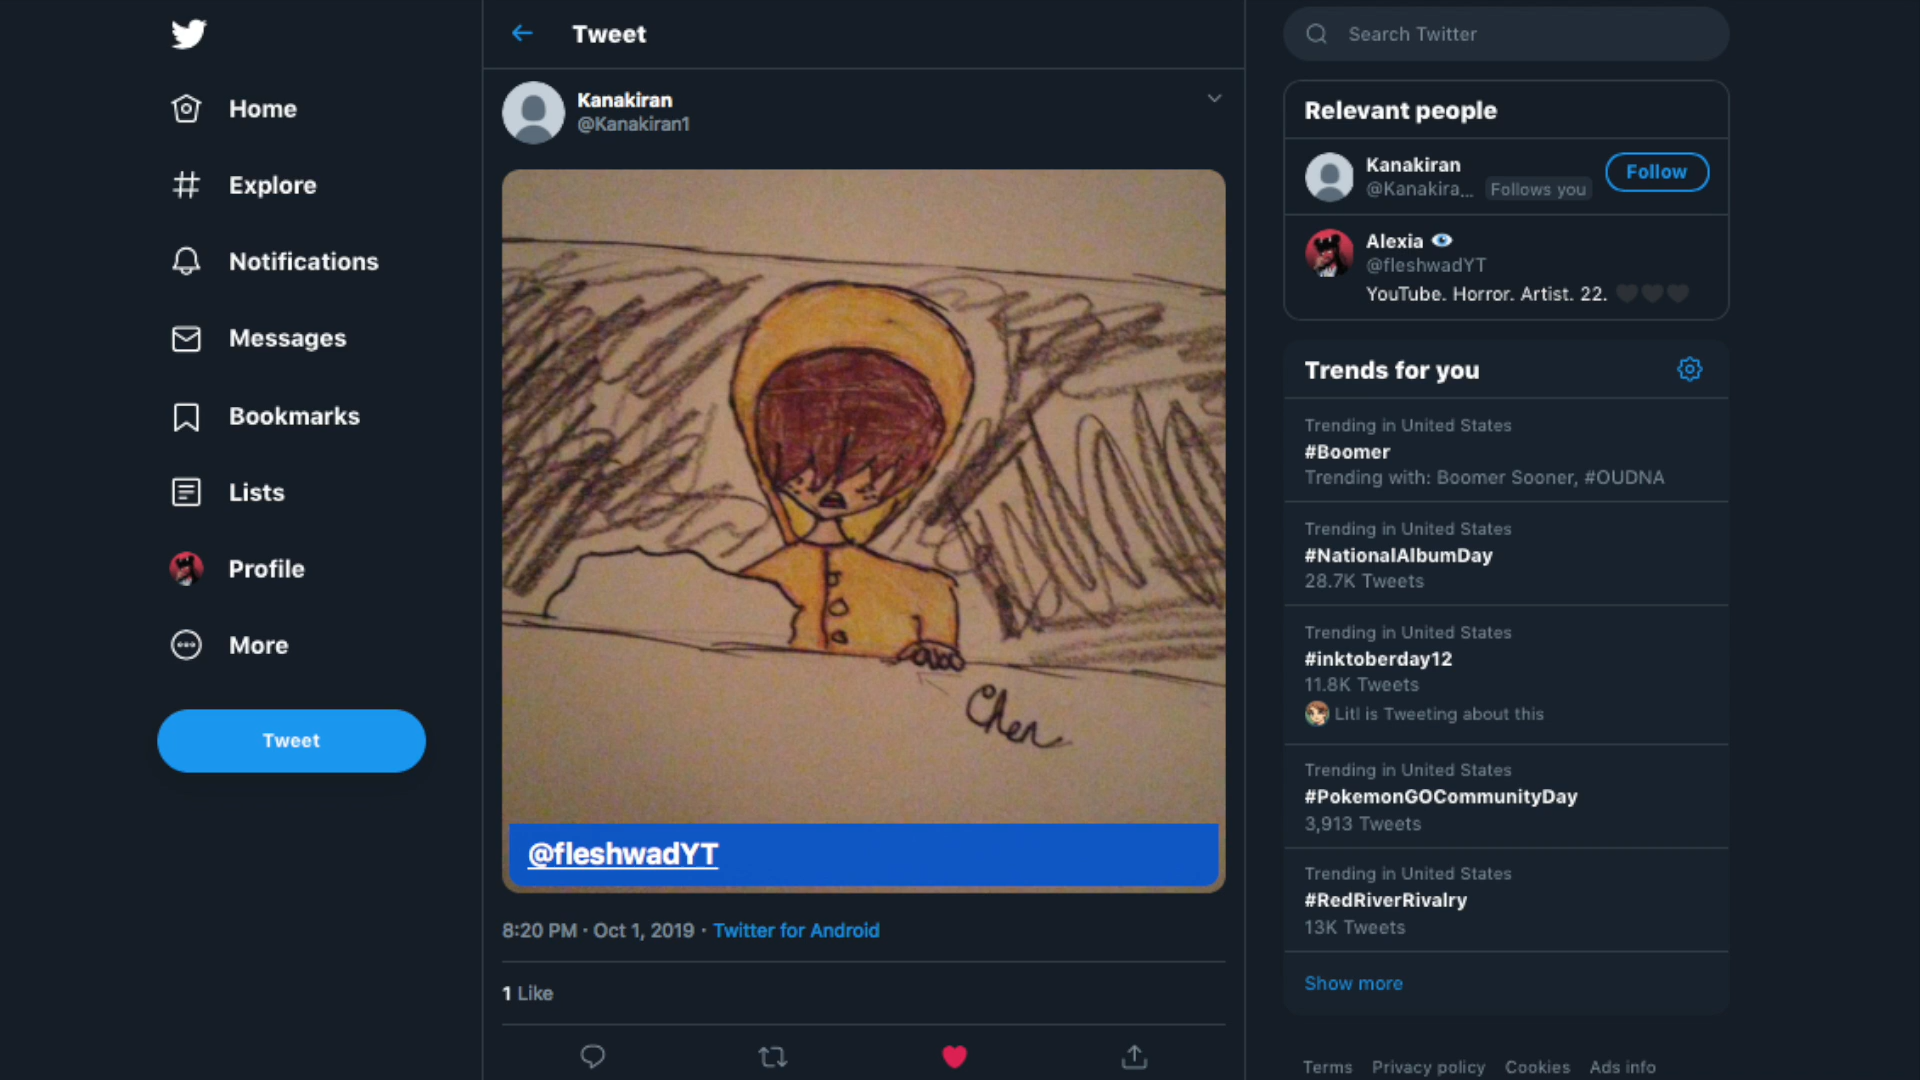 Home
Explore
Notifications
Messages
Bookmarks
Lists
Profile
More
Tweet
Tweet
Kanakiran
@Kanakiran1
Cher
@fleshwadYT
8:20 PM · Oct 1, 2019 · Twitter for Android
1 Like
Search Twitter
Relevant people
Kanakiran
@Kanakira... Follows you
Follow
Alexia
@fleshwadYT
YouTube. Horror. Artist. 22.
Trends for you
Trending in United States
#Boomer
Trending with: Boomer Sooner, #OUDNA
Trending in United States
#NationalAlbumDay
28.7K Tweets
Trending in United States
#inktoberday12
11.8K Tweets
Litl is Tweeting about this
Trending in United States
#PokemonGOCommunityDay
3,913 Tweets
Trending in United States
#RedRiverRivalry
13K Tweets
Show more
Terms Privacy policy Cookies Ads info